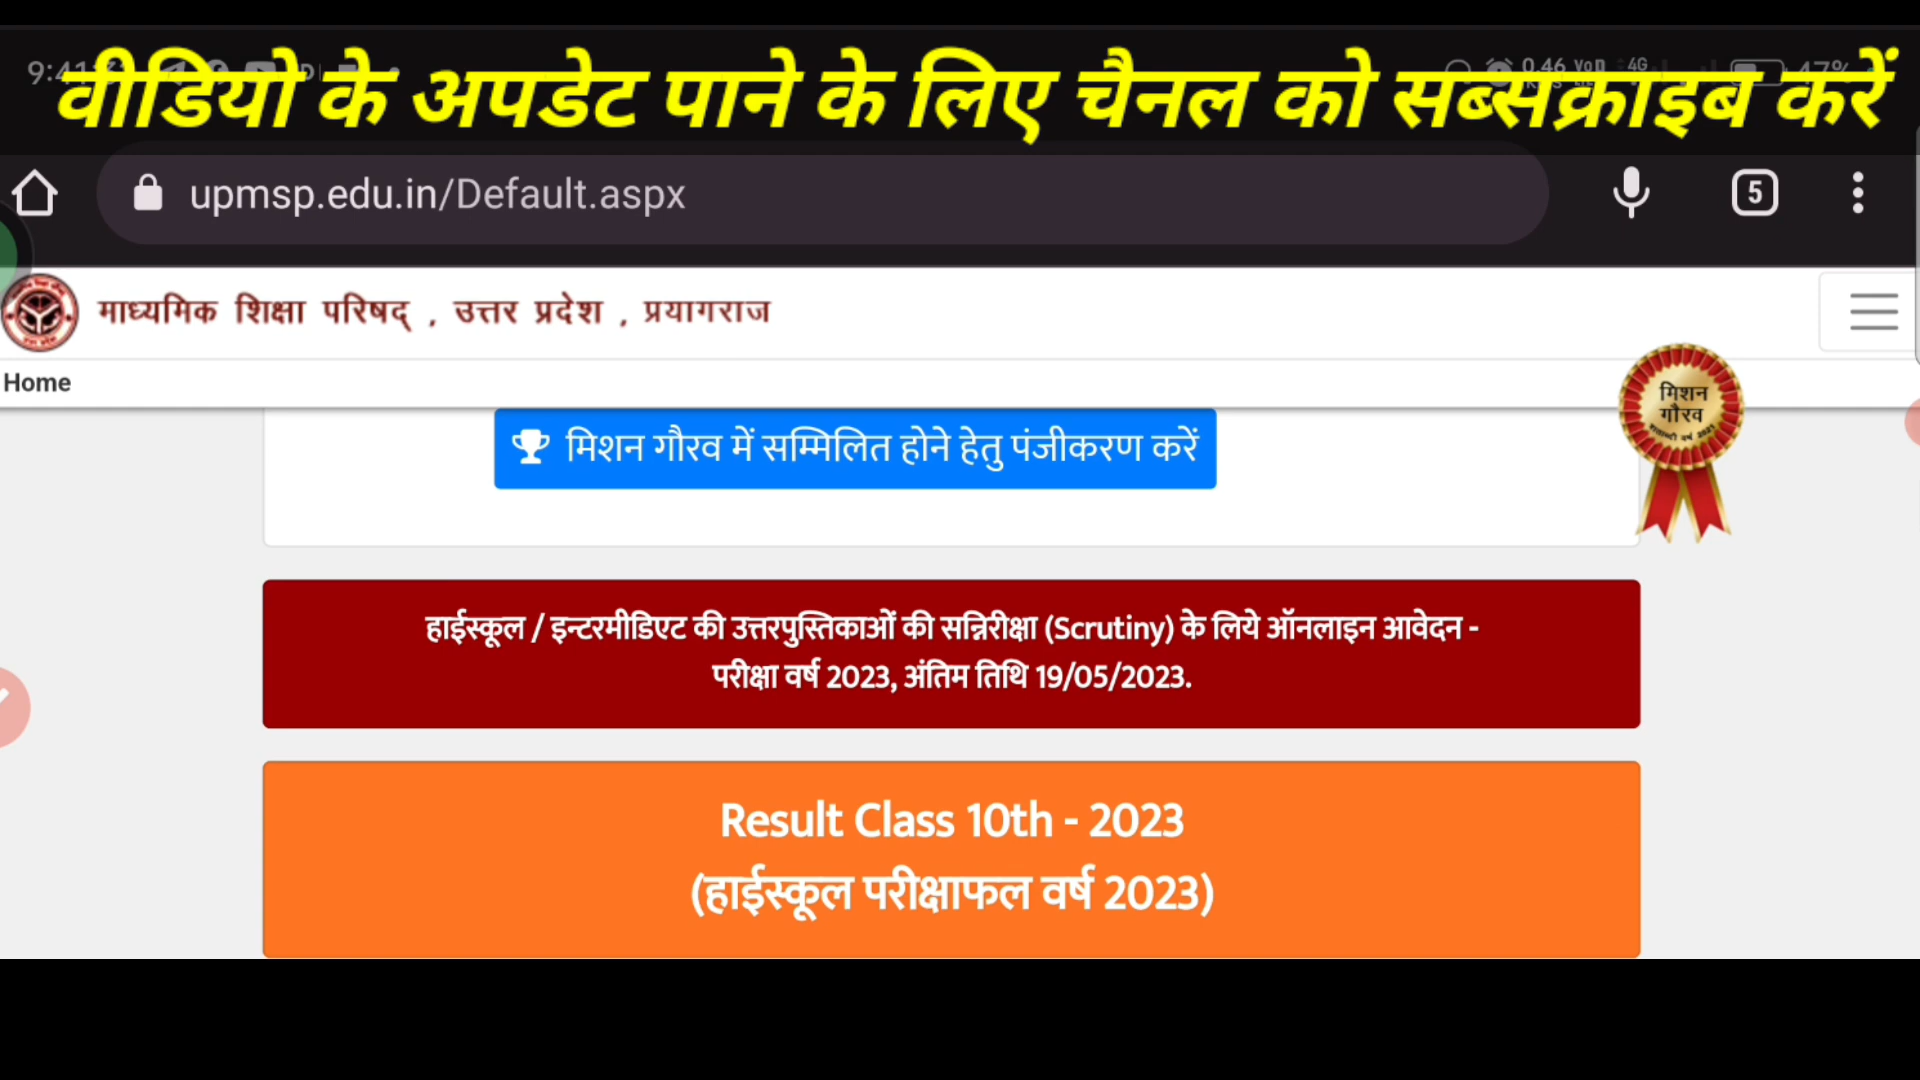 वीडियो के अपडेट पाने के लिए चैनल को सब्सक्राइब करें
upmsp.edu.in/Default.aspx
5
माध्यमिक शिक्षा परिषद् , उत्तर प्रदेश , प्रयागराज
Home
मिशन
गौरव
मिशन गौरव में सम्मिलित होने हेतु पंजीकरण करें
हाईस्कूल / इन्टरमीडिएट की उत्तरपुस्तिकाओं की सन्निरीक्षा (Scrutiny) के लिये ऑनलाइन आवेदन -
परीक्षा वर्ष 2023, अंतिम तिथि 19/05/2023.
Result Class 10th - 2023
(हाईस्कूल परीक्षाफल वर्ष 2023)